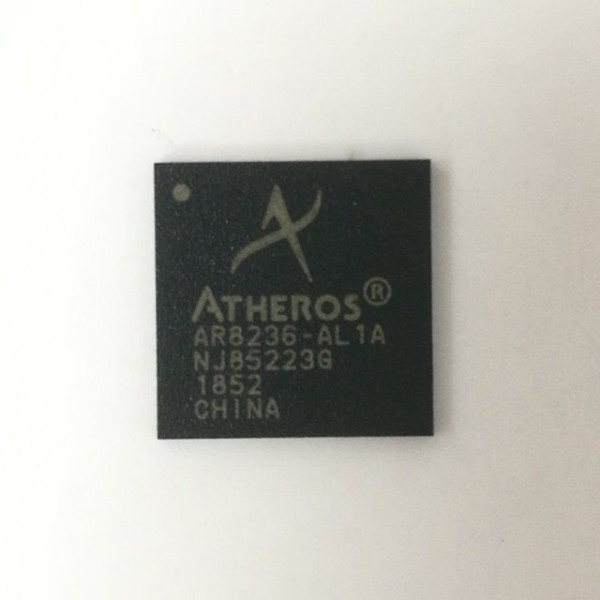 ATHEROS®
AR8236-AL1A
NJ85223G
1852
CHINA